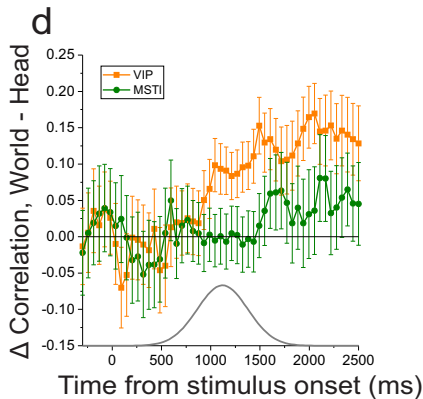 d
0.25
0.20
0.15
0.10
0.05
0.00
-0.05
-0.10
-0.15
Δ Correlation, World - Head
VIP
MSTl
0 500 1000 1500 2000 2500
Time from stimulus onset (ms)